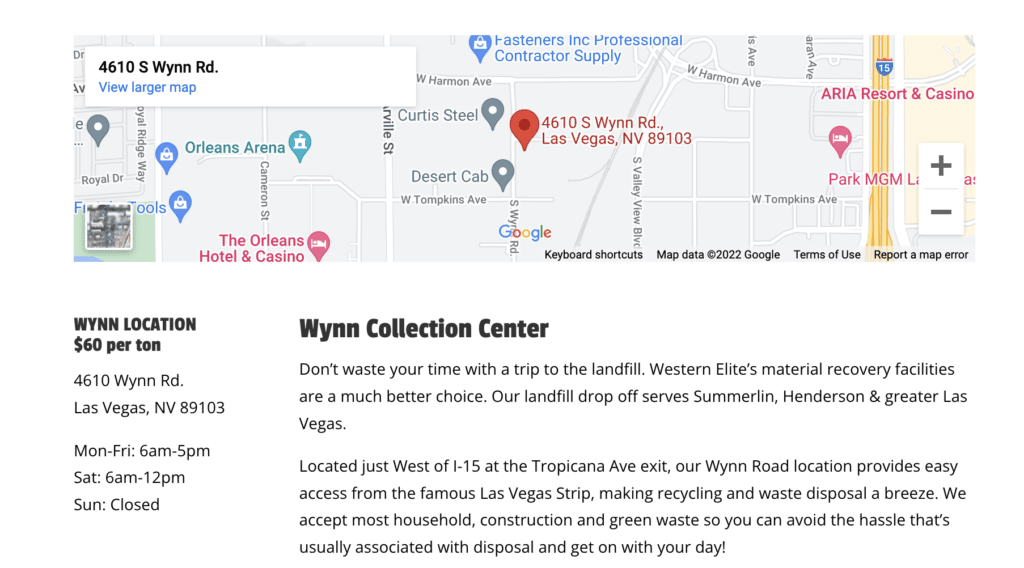 4610 S Wynn Rd.
View larger map
Fasteners Inc Professional
Contractor Supply
W Harmon Ave
W Harmon Ave
15
ARIA Resort & Casino
Curtis Steel
4610 S Wynn Rd.,
Las Vegas, NV 89103
Orleans Arena
Desert Cab
Royal Dr
Cameron St
W Tompkins Ave
W Tompkins Ave
S Valley View Blvd
S Wynn Rd.
Tools
The Orleans
Hotel & Casino
Park MGM
Google
Keyboard shortcuts
Map data ©2022 Google
Terms of Use
Report a map error
WYNN LOCATION
$60 per ton
4610 Wynn Rd.
Las Vegas, NV 89103
Mon-Fri: 6am-5pm
Sat: 6am-12pm
Sun: Closed
Wynn Collection Center
Don’t waste your time with a trip to the landfill. Western Elite’s material recovery facilities
are a much better choice. Our landfill drop off serves Summerlin, Henderson & greater Las
Vegas.
Located just West of I-15 at the Tropicana Ave exit, our Wynn Road location provides easy
access from the famous Las Vegas Strip, making recycling and waste disposal a breeze. We
accept most household, construction and green waste so you can avoid the hassle that’s
usually associated with disposal and get on with your day!